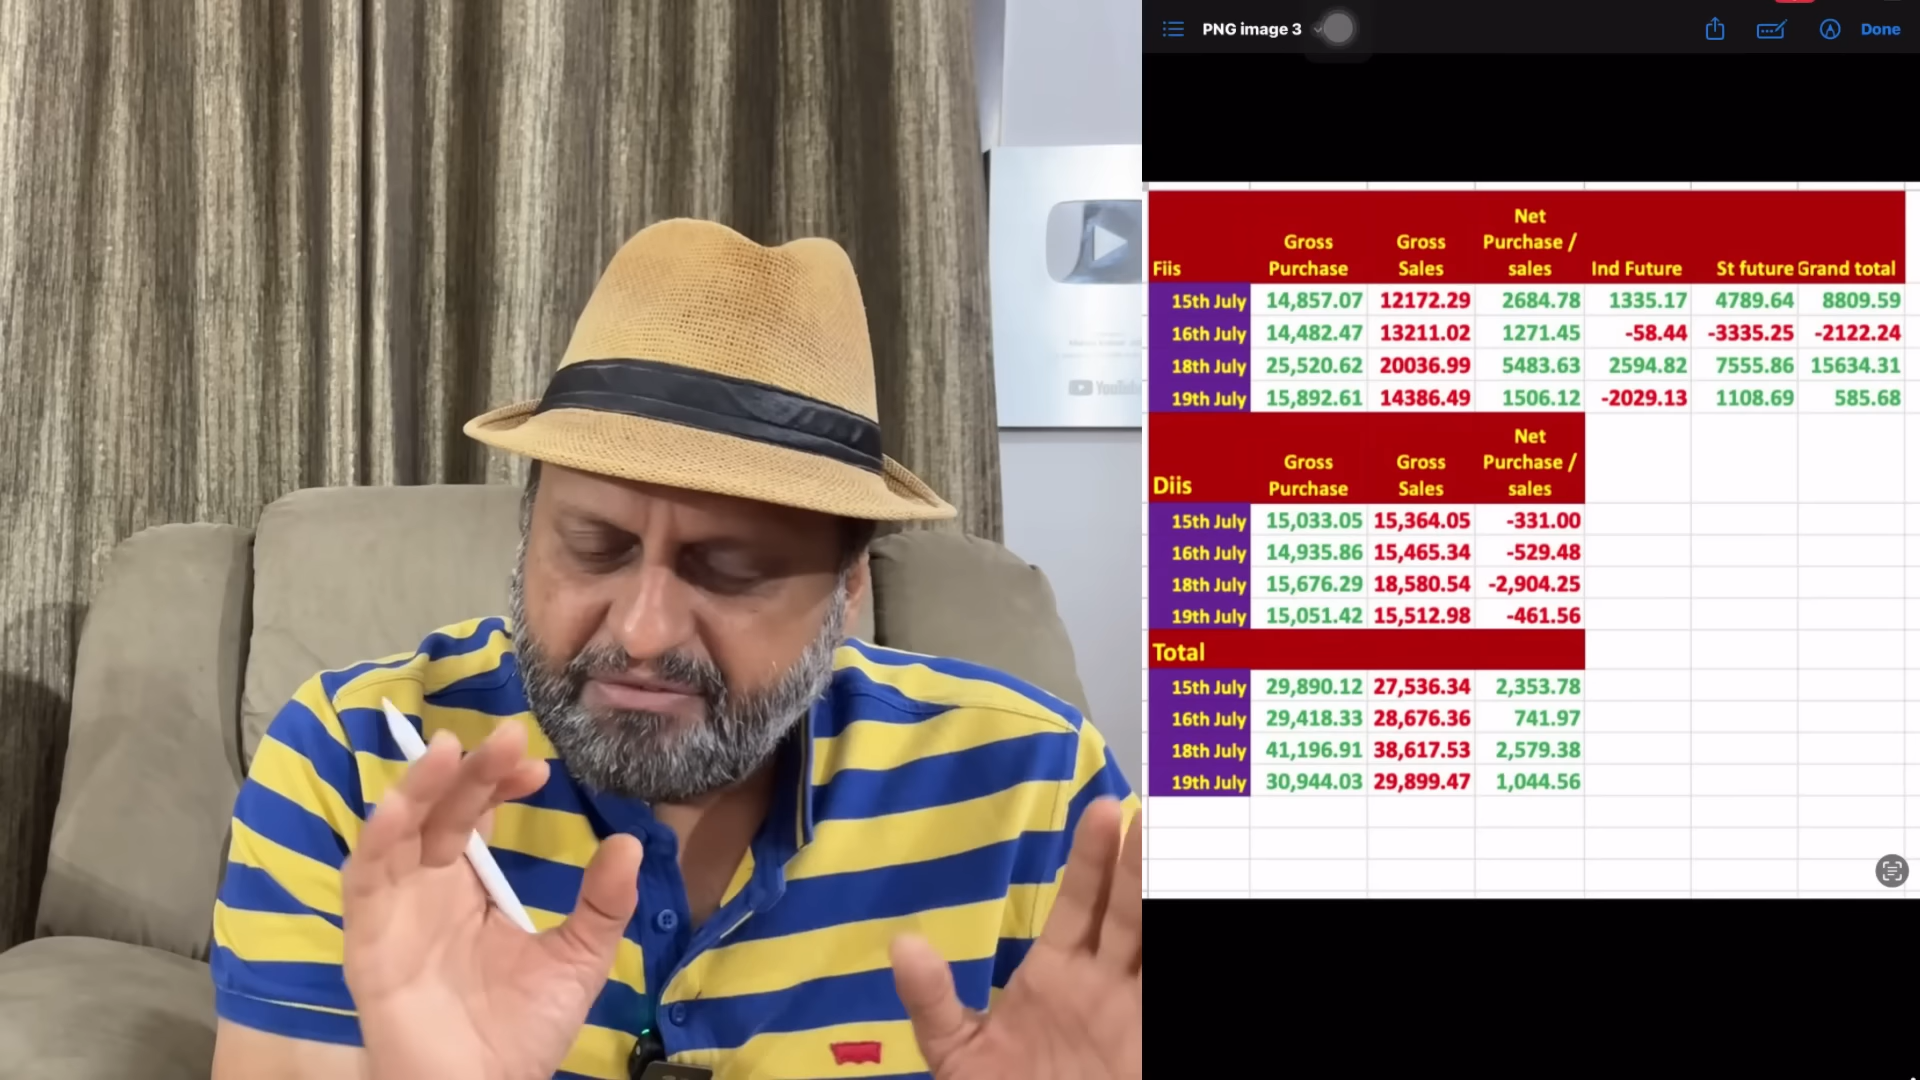 PNG image 3
Done
Fiis Gross Purchase Gross Sales Net Purchase / sales Ind Future St future Grand total
15th July 14,857.07 12172.29 2684.78 1335.17 4789.64 8809.59
16th July 14,482.47 13211.02 1271.45 -58.44 -3335.25 -2122.24
18th July 25,520.62 20036.99 5483.63 2594.82 7555.86 15634.31
19th July 15,892.61 14386.49 1506.12 -2029.13 1108.69 585.68
Diis Gross Purchase Gross Sales Net Purchase / sales
15th July 15,033.05 15,364.05 -331.00
16th July 14,935.86 15,465.34 -529.48
18th July 15,676.29 18,580.54 -2,904.25
19th July 15,051.42 15,512.98 -461.56
Total
15th July 29,890.12 27,536.34 2,353.78
16th July 29,418.33 28,676.36 741.97
18th July 41,196.91 38,617.53 2,579.38
19th July 30,944.03 29,899.47 1,044.56